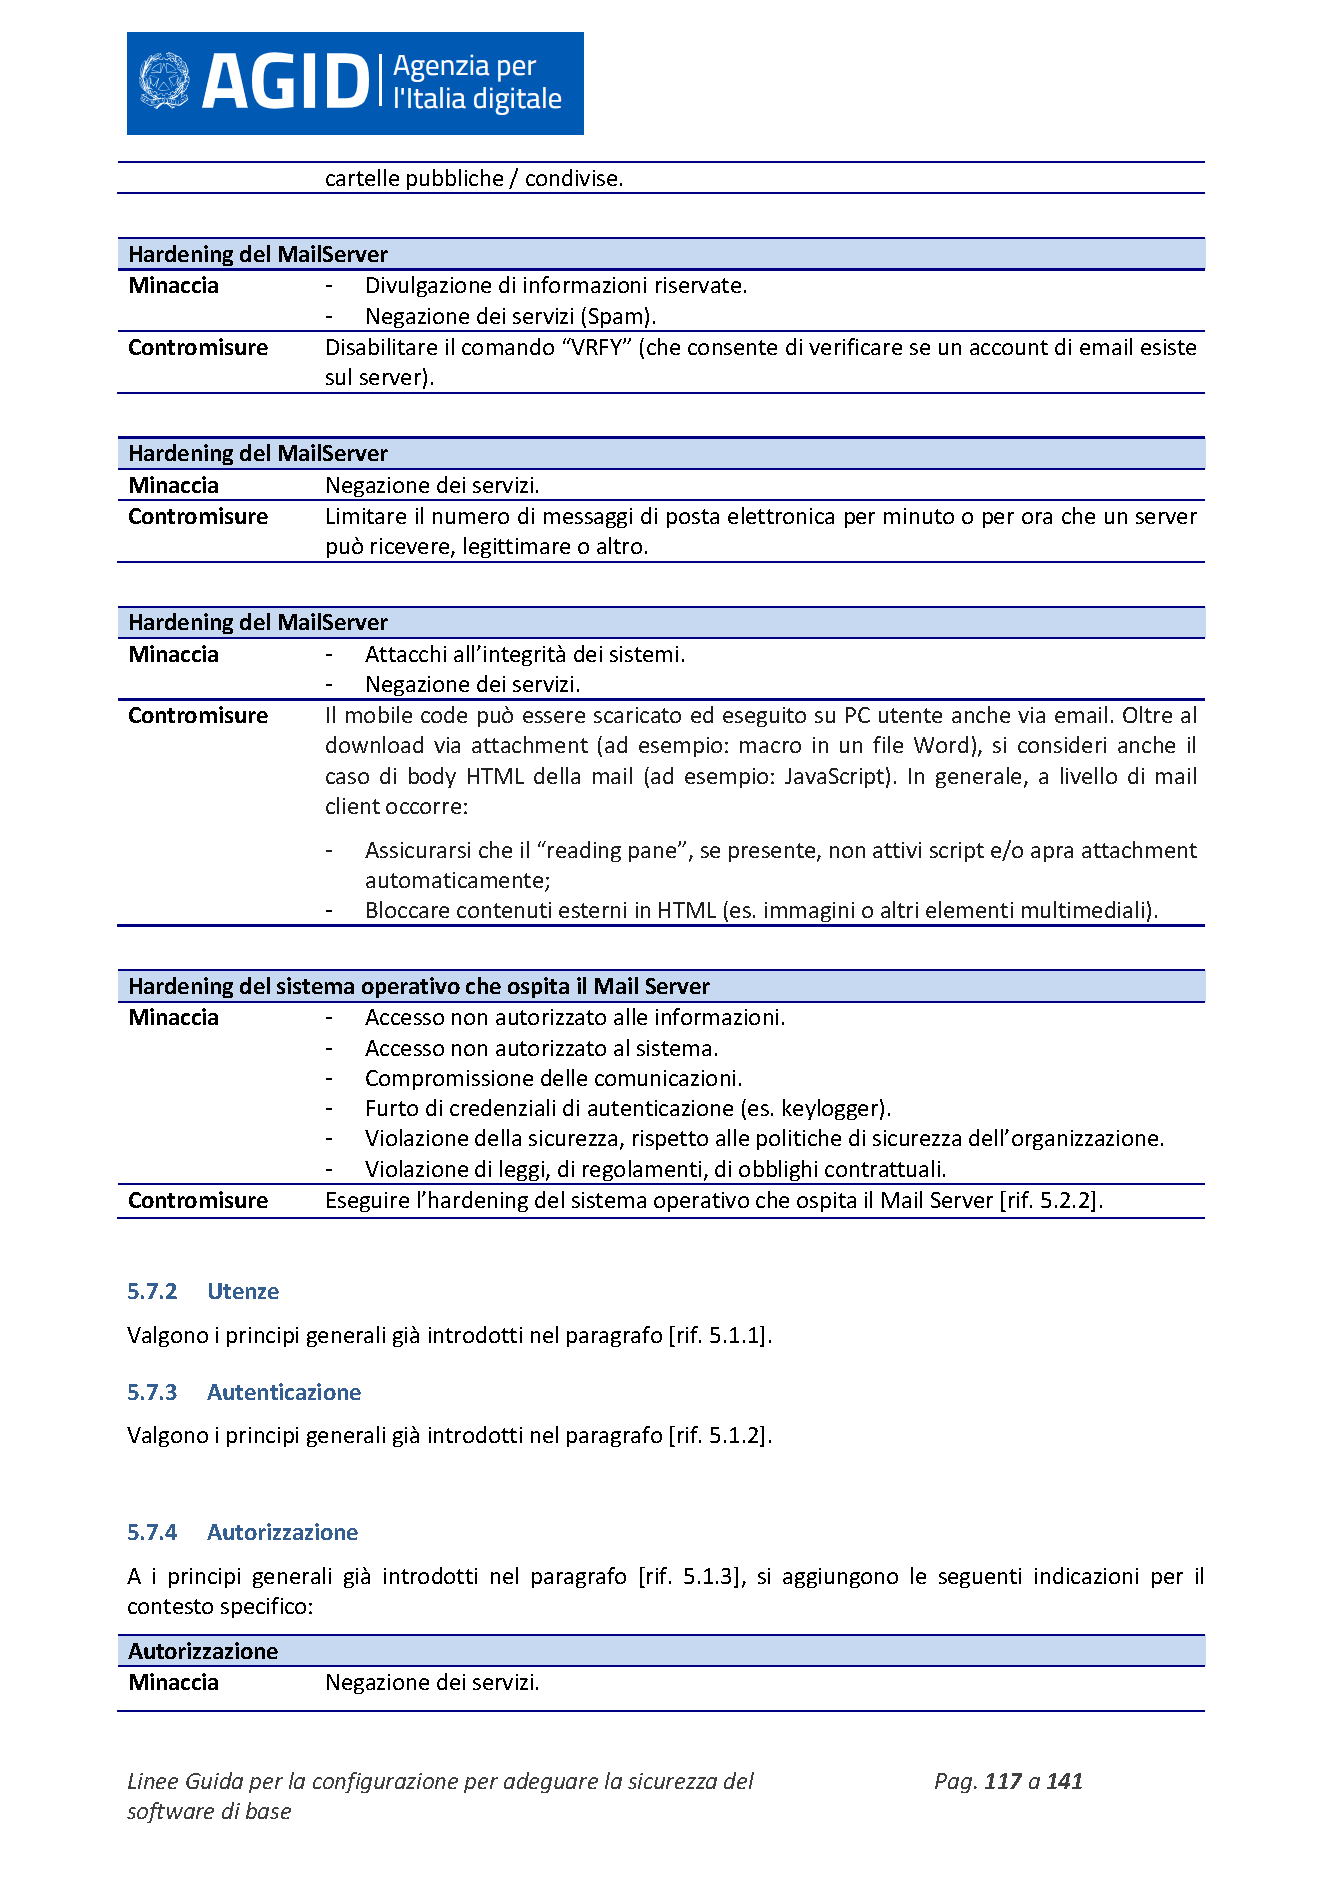 AGID Agenzia per
l'Italia digitale
cartelle pubbliche / condivise.
Hardening del MailServer
Minaccia - Divulgazione di informazioni riservate.
- Negazione dei servizi (Spam).
Contromisure Disabilitare il comando “VRFY” (che consente di verificare se un account di email esiste
sul server).
Hardening del MailServer
Minaccia Negazione dei servizi.
Contromisure Limitare il numero di messaggi di posta elettronica per minuto o per ora che un server
può ricevere, legittimare o altro.
Hardening del MailServer
Minaccia - Attacchi all’integrità dei sistemi.
- Negazione dei servizi.
Contromisure Il mobile code può essere scaricato ed eseguito su PC utente anche via email. Oltre al
download via attachment (ad esempio: macro in un file Word), si consideri anche il
caso di body HTML della mail (ad esempio: JavaScript). In generale, a livello di mail
client occorre:
- Assicurarsi che il “reading pane”, se presente, non attivi script e/o apra attachment
automaticamente;
- Bloccare contenuti esterni in HTML (es. immagini o altri elementi multimediali).
Hardening del sistema operativo che ospita il Mail Server
Minaccia - Accesso non autorizzato alle informazioni.
- Accesso non autorizzato al sistema.
- Compromissione delle comunicazioni.
- Furto di credenziali di autenticazione (es. keylogger).
- Violazione della sicurezza, rispetto alle politiche di sicurezza dell’organizzazione.
- Violazione di leggi, di regolamenti, di obblighi contrattuali.
Contromisure Eseguire l’hardening del sistema operativo che ospita il Mail Server [rif. 5.2.2].
5.7.2 Utenze
Valgono i principi generali già introdotti nel paragrafo [rif. 5.1.1].
5.7.3 Autenticazione
Valgono i principi generali già introdotti nel paragrafo [rif. 5.1.2].
5.7.4 Autorizzazione
A i principi generali già introdotti nel paragrafo [rif. 5.1.3], si aggiungono le seguenti indicazioni per il
contesto specifico:
Autorizzazione
Minaccia Negazione dei servizi.
Linee Guida per la configurazione per adeguare la sicurezza del Pag. 117 a 141
software di base